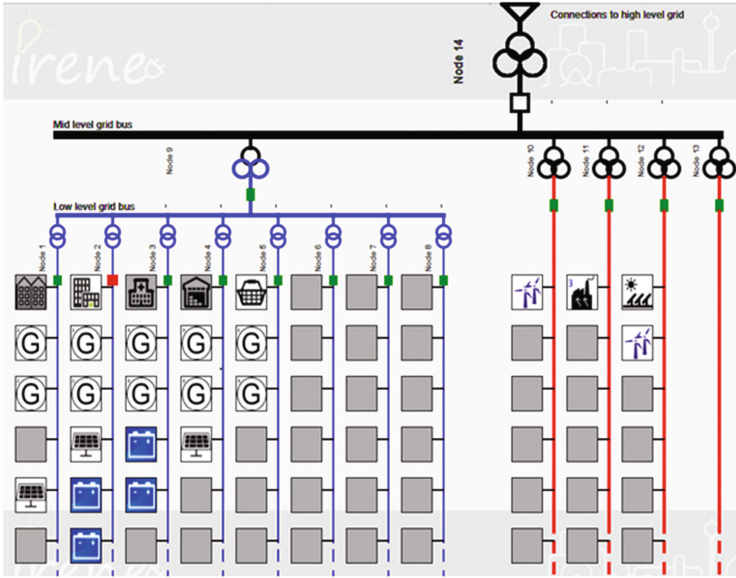 Connections to high level grid
Node 14
irene
Mid level grid bus
Node 9
Node 10
Node 11
Node 12
Node 13
Low level grid bus
Node 1
Node 2
Node 3
Node 4
Node 5
Node 6
Node 7
Node 8
3
G G G G G
G G G G G
irene